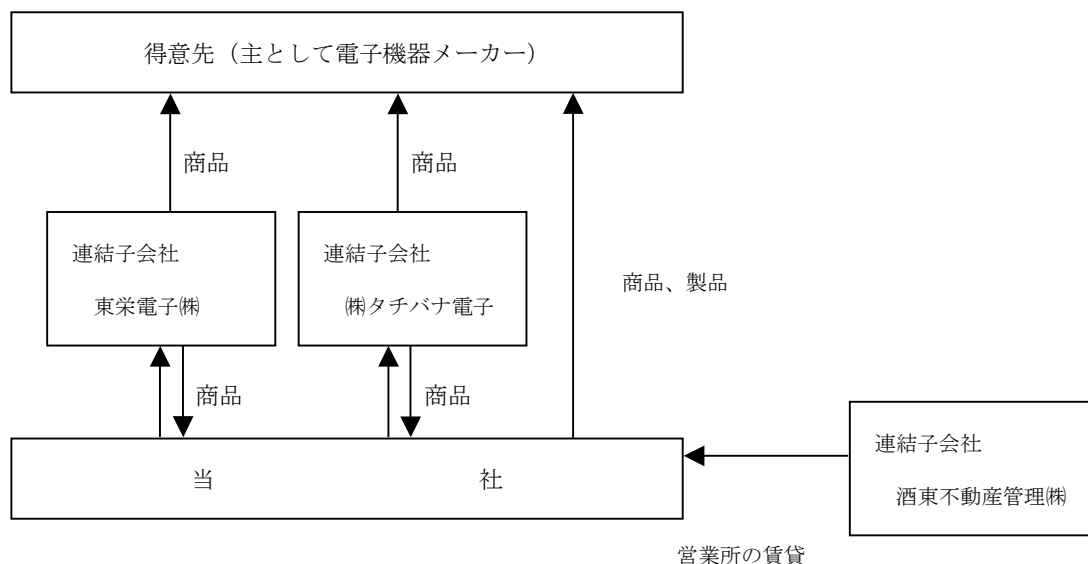 得意先（主として電子機器メーカー）
商品
商品
連結子会社
東栄電子㈱
連結子会社
㈱タチバナ電子
商品、製品
商品
商品
当　　　　社
連結子会社
酒東不動産管理㈱
営業所の賃貸